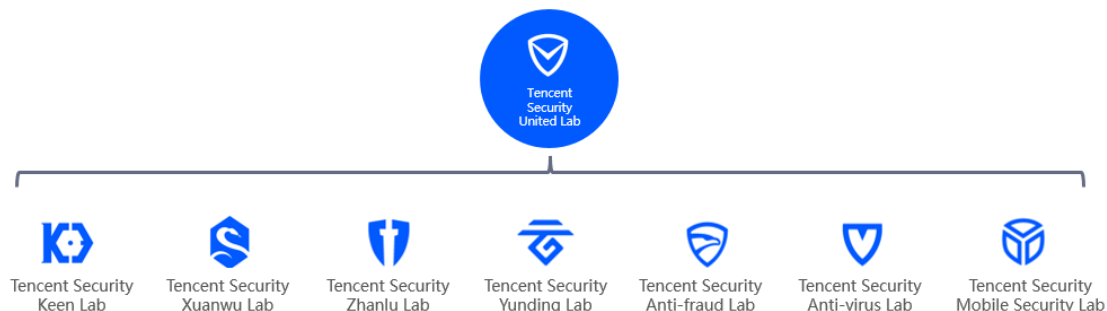 Tencent
Security
United Lab
Tencent Security
Keen Lab
Tencent Security
Xuanwu Lab
Tencent Security
Zhanlu Lab
Tencent Security
Yunding Lab
Tencent Security
Anti-fraud Lab
Tencent Security
Anti-virus Lab
Tencent Security
Mobile Security Lab